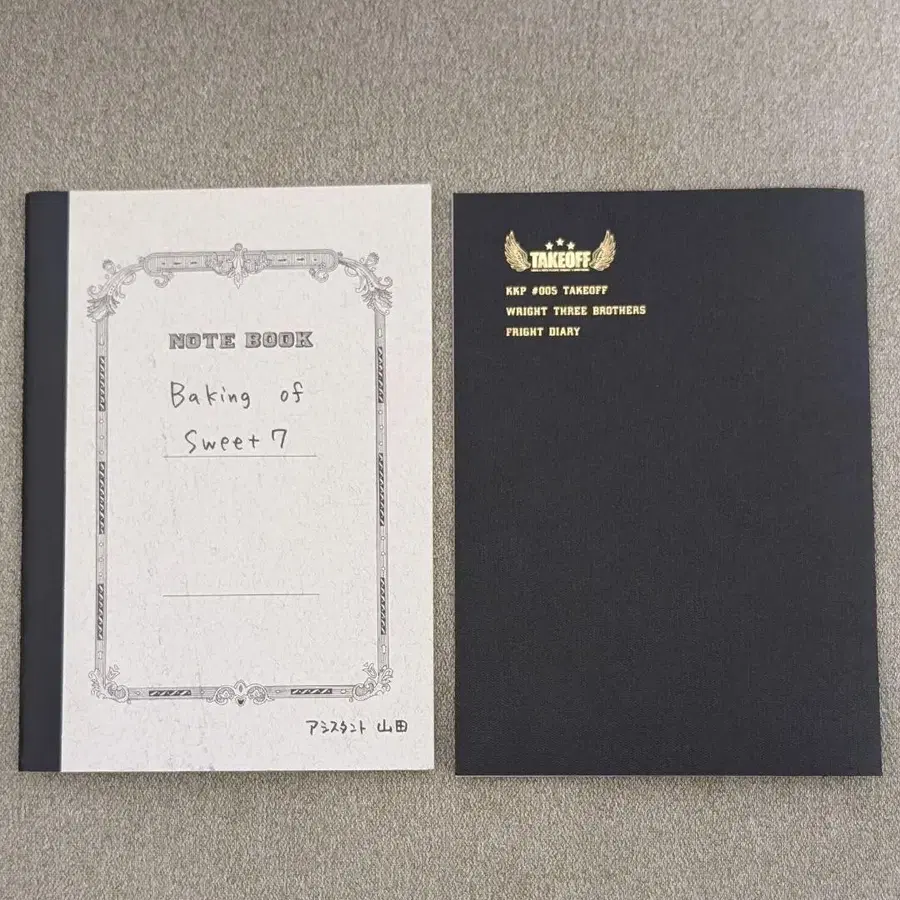 NOTE BOOK
Baking of
Sweet 7
アシスタント 山田
TAKEOFF
KKP #005 TAKEOFF
WRIGHT THREE BROTHERS
FRIGHT DIARY